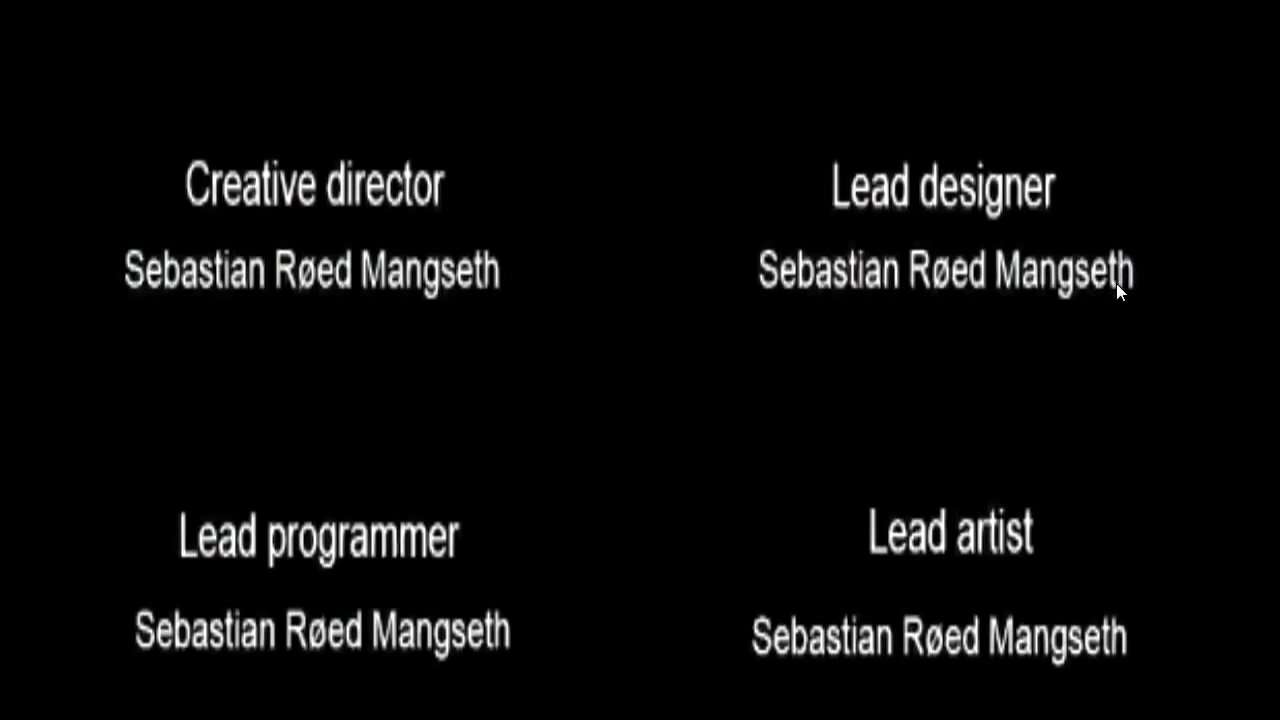 Creative director
Sebastian Røed Mangseth
Lead designer
Sebastian Røed Mangseth
Lead programmer
Sebastian Røed Mangseth
Lead artist
Sebastian Røed Mangseth